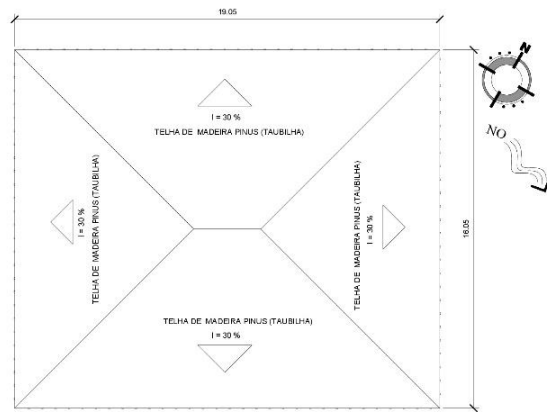 19.05
N
NO
I = 30 %
TELHA DE MADEIRA PINUS (TAUBILHA)
I = 30 %
TELHA DE MADEIRA PINUS (TAUBILHA)
I = 30 %
TELHA DE MADEIRA PINUS (TAUBILHA)
16.05
TELHA DE MADEIRA PINUS (TAUBILHA)
I = 30 %